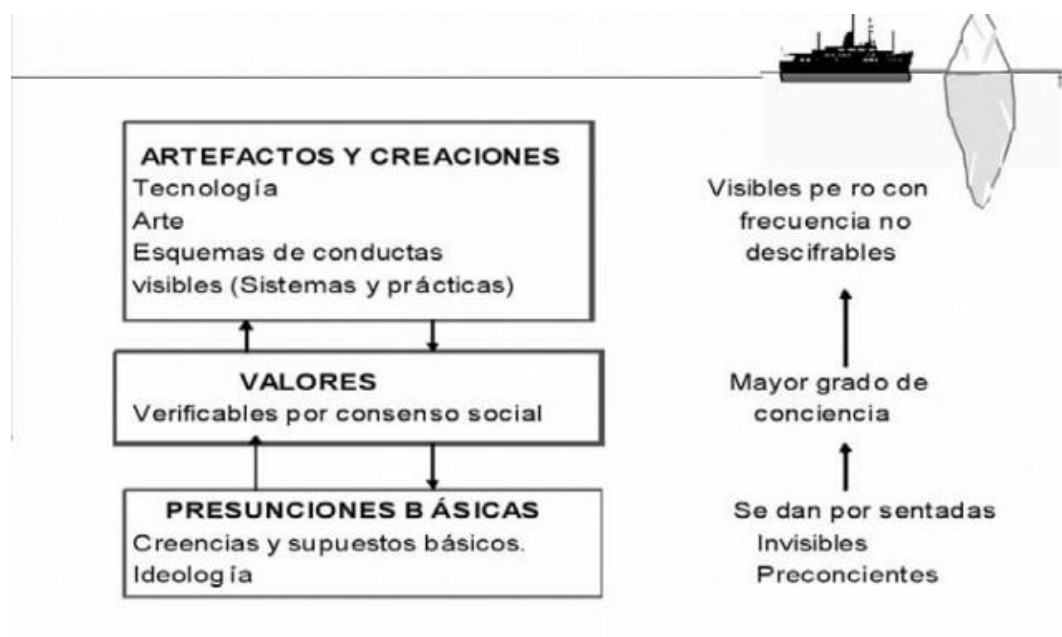 ARTEFACTOS Y CREACIONES
Tecnología
Arte
Esquemas de conductas
visibles (Sistemas y prácticas)
Visibles pe ro con
frecuencia no
descifrables
VALORES
Verificables por consenso social
Mayor grado de
conciencia
PRESUNCIONES B ÁSICAS
Creencias y supuestos básicos.
Ideolog ía
Se dan por sentadas
Invisibles
Preconcientes